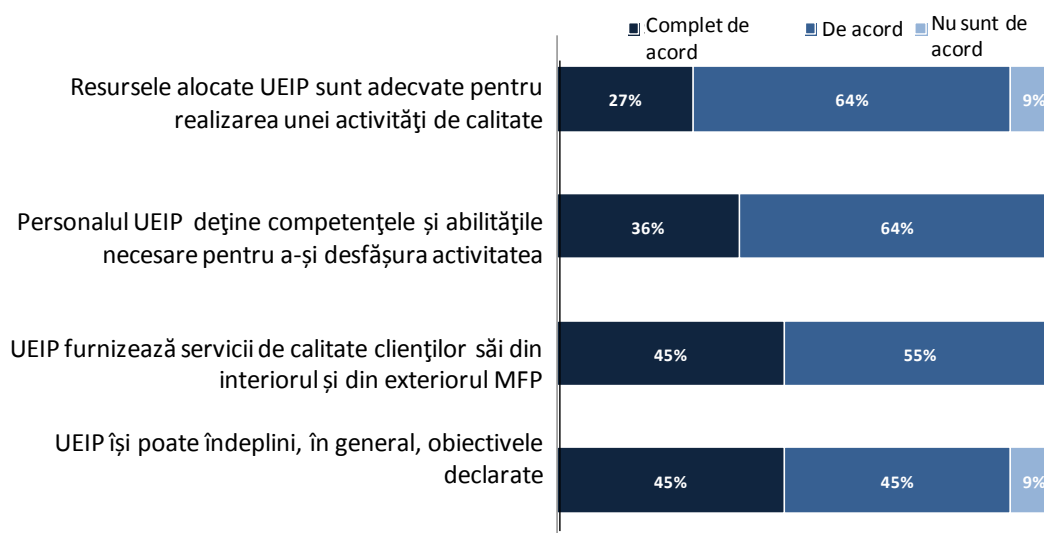 Complet de acord
De acord
Nu sunt de acord
Resursele alocate UEIP sunt adecvate pentru
realizarea unei activităţi de calitate
27%
64%
9%
Personalul UEIP deţine competenţele și abilităţile
necesare pentru a-și desfășura activitatea
36%
64%
UEIP furnizează servicii de calitate clienţilor săi din
interiorul și din exteriorul MFP
45%
55%
UEIP își poate îndeplini, în general, obiectivele
declarate
45%
45%
9%